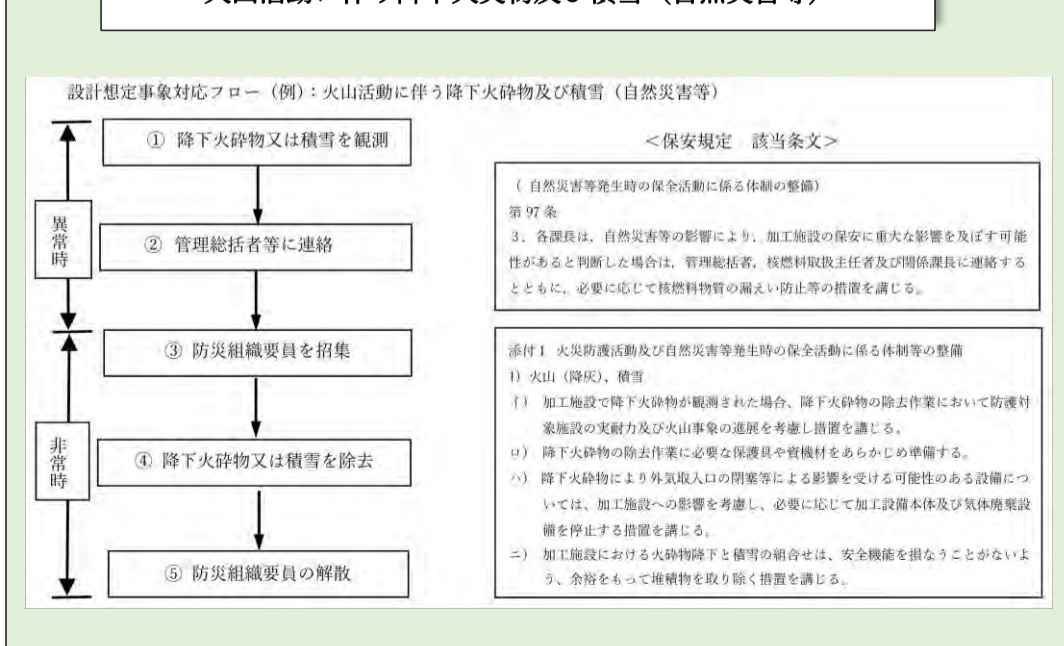 設計想定事象対応フロー（例）：火山活動に伴う降下火砕物及び積雪（自然災害等）
① 降下火砕物又は積雪を観測
② 管理総括者等に連絡
③ 防災組織要員を招集
④ 降下火砕物又は積雪を除去
⑤ 防災組織要員の解散
異常時
非常時
＜保安規定　該当条文＞
（ 自然災害等発生時の保全活動に係る体制の整備）
第 97 条
3．各課長は，自然災害等の影響により，加工施設の保安に重大な影響を及ぼす可能
性があると判断した場合は，管理総括者，核燃料取扱主任者及び関係課長に連絡する
とともに，必要に応じて核燃料物質の漏えい防止等の措置を講じる。
添付 1　火災防護活動及び自然災害等発生時の保全活動に係る体制等の整備
1）火山（降灰）、積雪
イ） 加工施設で降下火砕物が観測された場合、降下火砕物の除去作業において防護対
象施設の実耐力及び火山事象の進展を考慮し措置を講じる。
ロ） 降下火砕物の除去作業に必要な保護具や資機材をあらかじめ準備する。
ハ） 降下火砕物により外気取入口の閉塞等による影響を受ける可能性のある設備につ
いては、加工施設への影響を考慮し、必要に応じて加工設備本体及び気体廃棄設
備を停止する措置を講じる。
ニ） 加工施設における火砕物降下と積雪の組合せは、安全機能を損なうことがないよ
う、余裕をもって堆積物を取り除く措置を講じる。